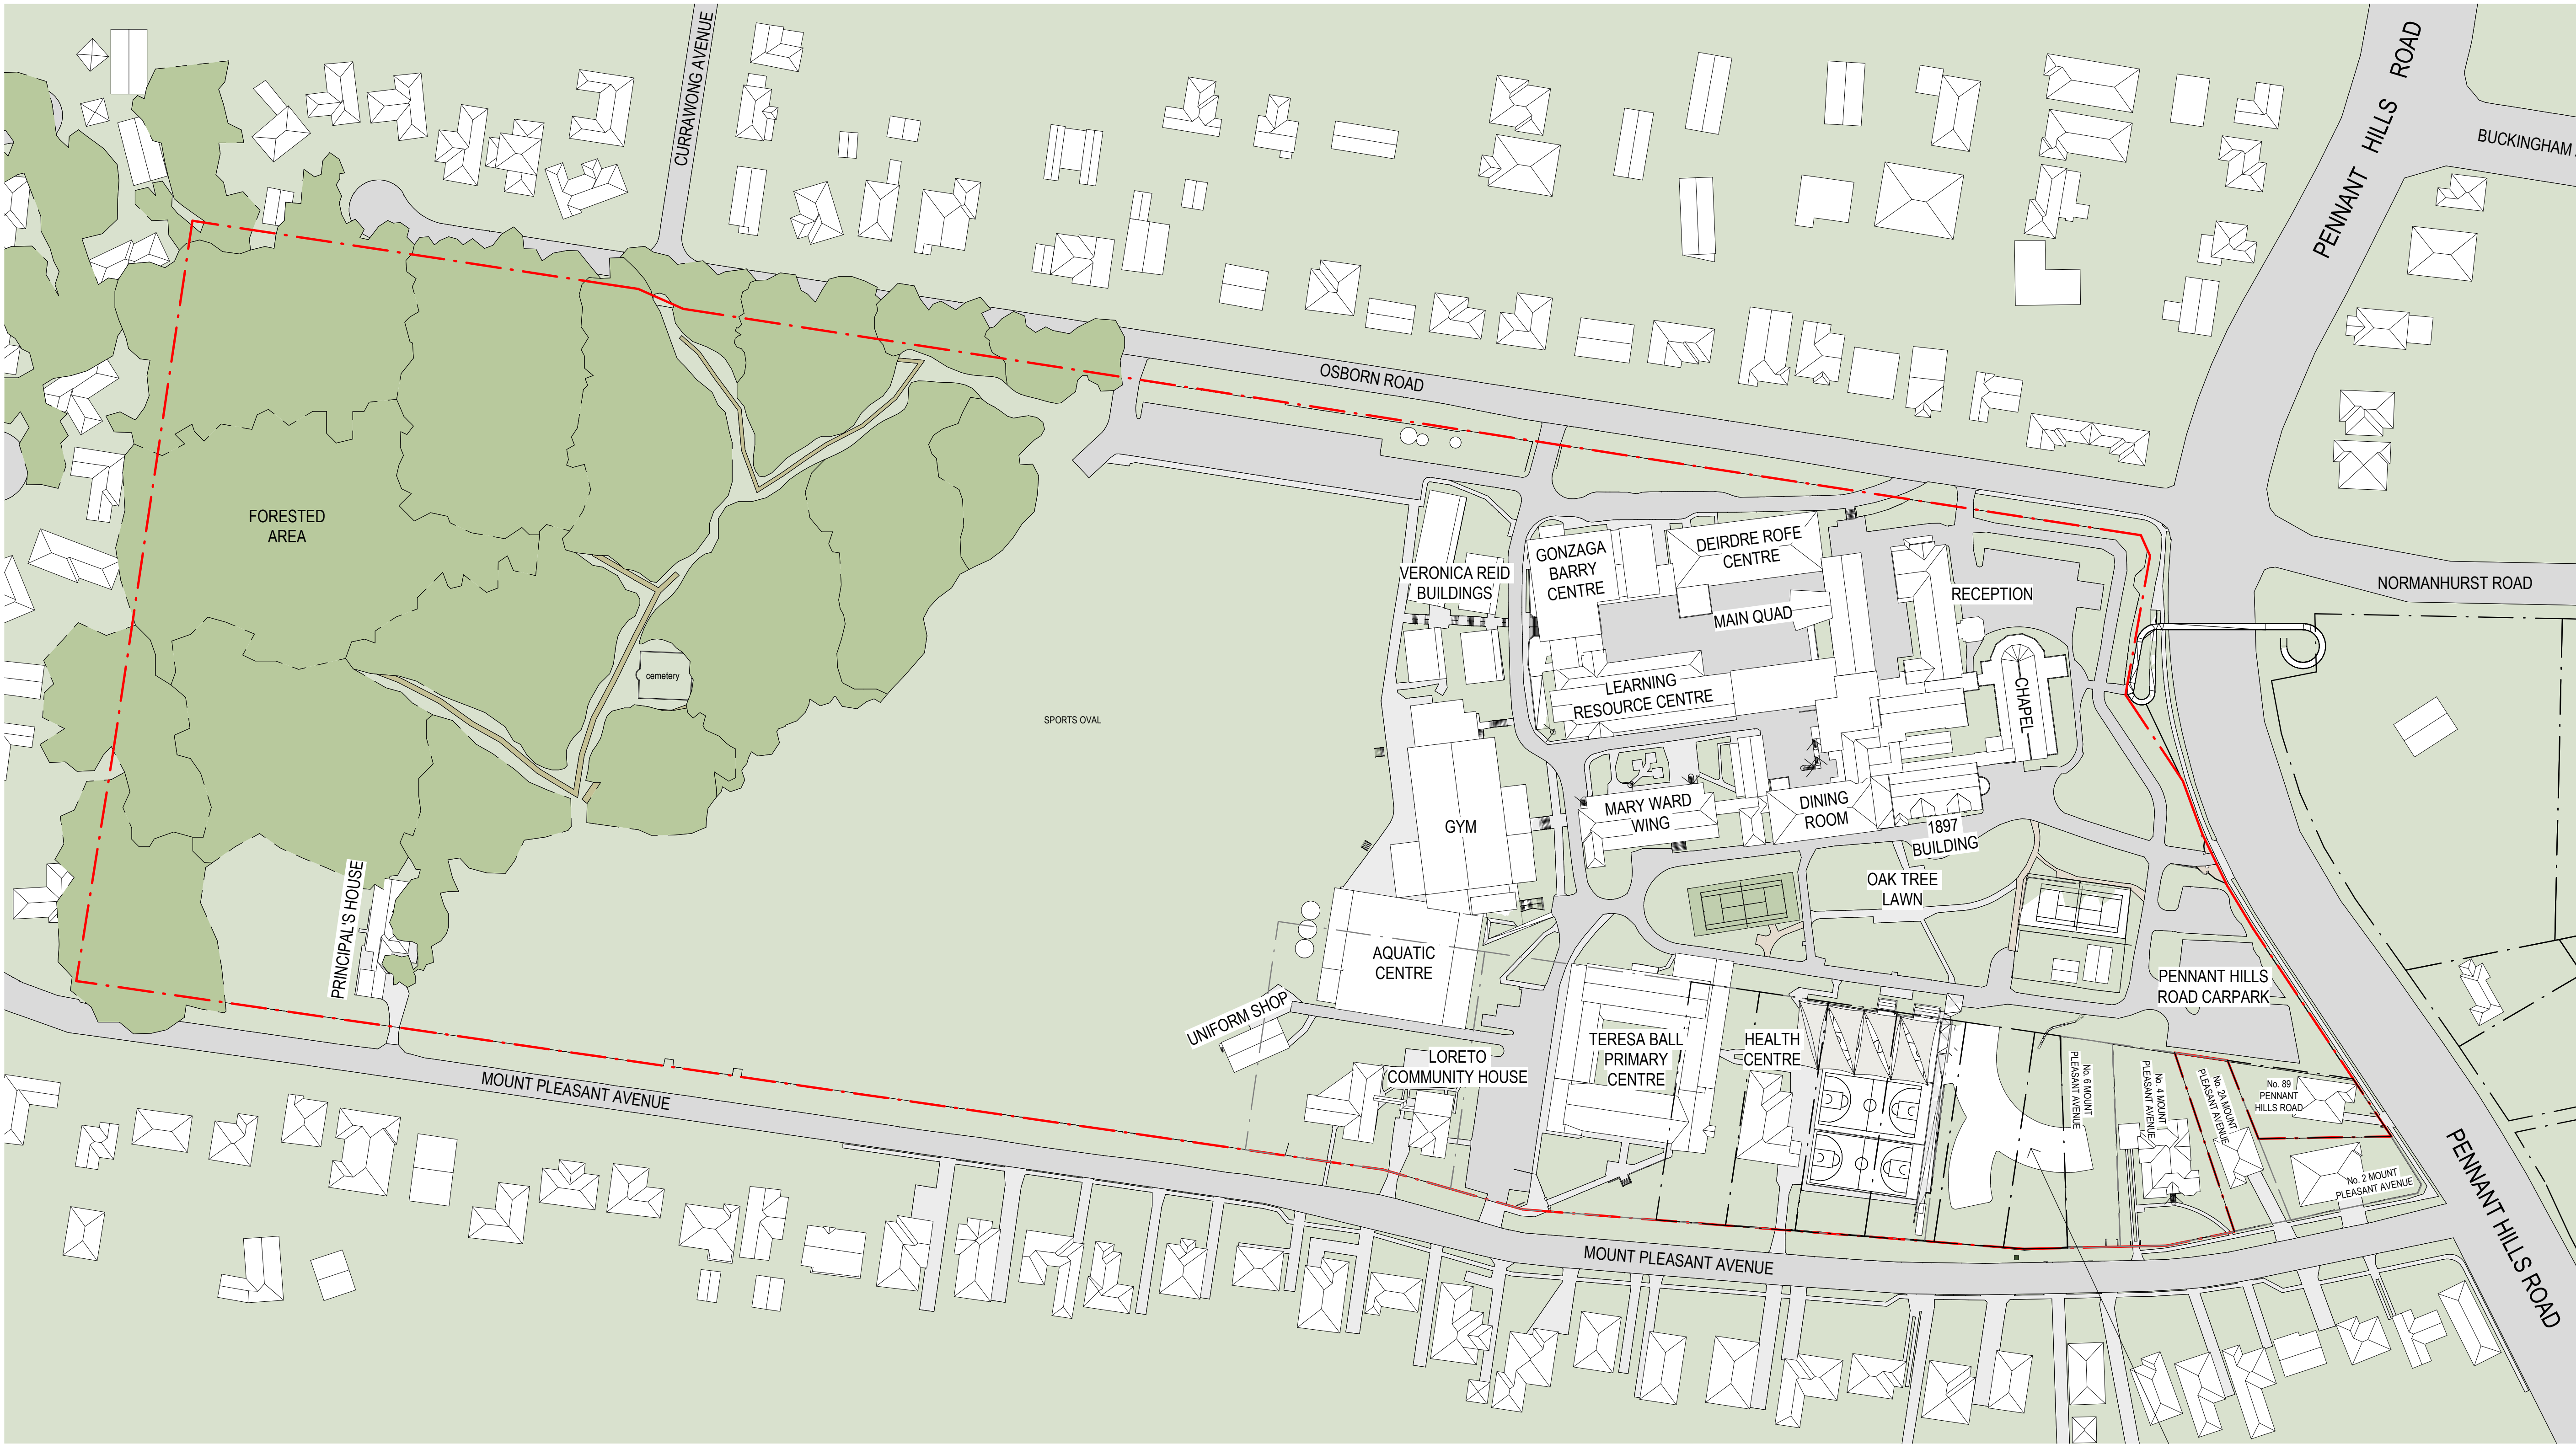 CURRAWONG AVENUE
PENNANT HILLS ROAD
BUCKINGHAM
OSBORN ROAD
FORESTED
AREA
VERONICA REID
BUILDINGS
GONZAGA
BARRY
CENTRE
DEIRDRE ROFE
CENTRE
MAIN QUAD
RECEPTION
NORMANHURST ROAD
cemetery
LEARNING
RESOURCE CENTRE
CHAPEL
SPORTS OVAL
GYM
MARY WARD
WING
DINING
ROOM
1897
BUILDING
OAK TREE
LAWN
PRINCIPAL'S HOUSE
AQUATIC
CENTRE
PENNANT HILLS
ROAD CARPARK
UNIFORM SHOP
LORETO
COMMUNITY HOUSE
TERESA BALL
PRIMARY
CENTRE
HEALTH
CENTRE
No. 6 MOUNT
PLEASANT AVENUE
No. 4 MOUNT
PLEASANT AVENUE
No. 2A MOUNT
PLEASANT AVENUE
No. 89
PENNANT
HILLS ROAD
No. 2 MOUNT
PLEASANT AVENUE
MOUNT PLEASANT AVENUE
MOUNT PLEASANT AVENUE
PENNANT HILLS ROAD